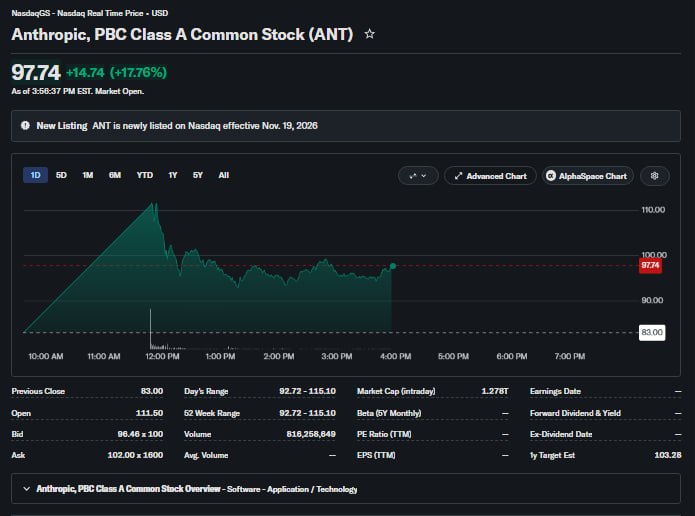 NasdaqGS - Nasdaq Real Time Price • USD
Anthropic, PBC Class A Common Stock (ANT)
97.74 +14.74 (+17.76%)
As of 3:56:37 PM EST. Market Open.
New Listing ANT is newly listed on Nasdaq effective Nov. 19, 2026
1D 5D 1M 6M YTD 1Y 5Y All Advanced Chart AlphaSpace Chart
110.00
100.00
97.74
90.00
83.00
10:00 AM 11:00 AM 12:00 PM 1:00 PM 2:00 PM 3:00 PM 4:00 PM 5:00 PM 6:00 PM 7:00 PM
Previous Close 83.00 Day's Range 92.72 - 115.10 Market Cap (intraday) 1.278T Earnings Date --
Open 111.50 52 Week Range 92.72 - 115.10 Beta (5Y Monthly) -- Forward Dividend & Yield --
Bid 96.46 x 100 Volume 816,258,649 PE Ratio (TTM) -- Ex-Dividend Date --
Ask 102.00 x 1600 Avg. Volume -- EPS (TTM) -- 1y Target Est 103.28
Anthropic, PBC Class A Common Stock Overview - Software - Application / Technology